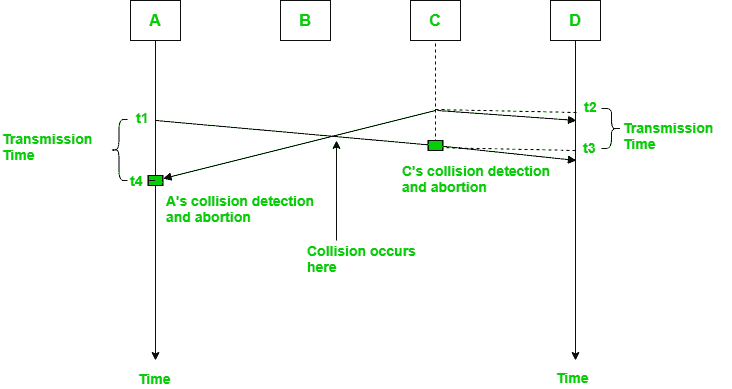 A
B
C
D
t1
t2
Transmission
Time
Transmission
Time
t3
t4
C's collision detection
and abortion
A's collision detection
and abortion
Collision occurs
here
Time
Time